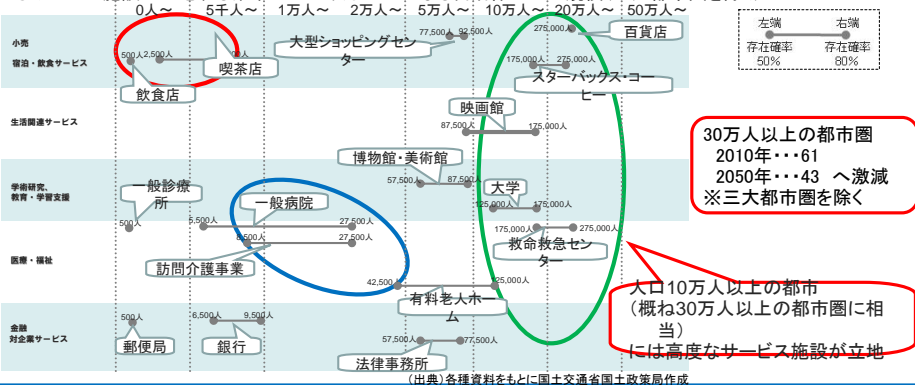 0人～ 5千人～ 1万人～ 2万人～ 5万人～ 10万人～ 20万人～ 50万人～
左端 右端
存在確率 存在確率
50% 80%
小売
宿泊・飲食サービス
500人 2,500人
飲食店
喫茶店
大型ショッピングセンター
77,500人 92,500人
275,000人
百貨店
175,000人 275,000人
スターバックス・コーヒー
生活関連サービス
映画館
87,500人 175,000人
学術研究、
教育・学習支援
博物館・美術館
57,500人 87,500人
大学
125,000人 175,000人
医療・福祉
一般診療所
500人
一般病院
5,500人 27,500人
8,500人 27,500人
訪問介護事業
175,000人 275,000人
救命救急センター
42,500人 125,000人
有料老人ホーム
金融
対企業サービス
500人
郵便局
6,500人 9,500人
銀行
57,500人 77,500人
法律事務所
30万人以上の都市圏
2010年･･･61
2050年･･･43 へ激減
※三大都市圏を除く
人口10万人以上の都市
(概ね30万人以上の都市圏に相
当)
には高度なサービス施設が立地
(出典)各種資料をもとに国土交通省国土政策局作成